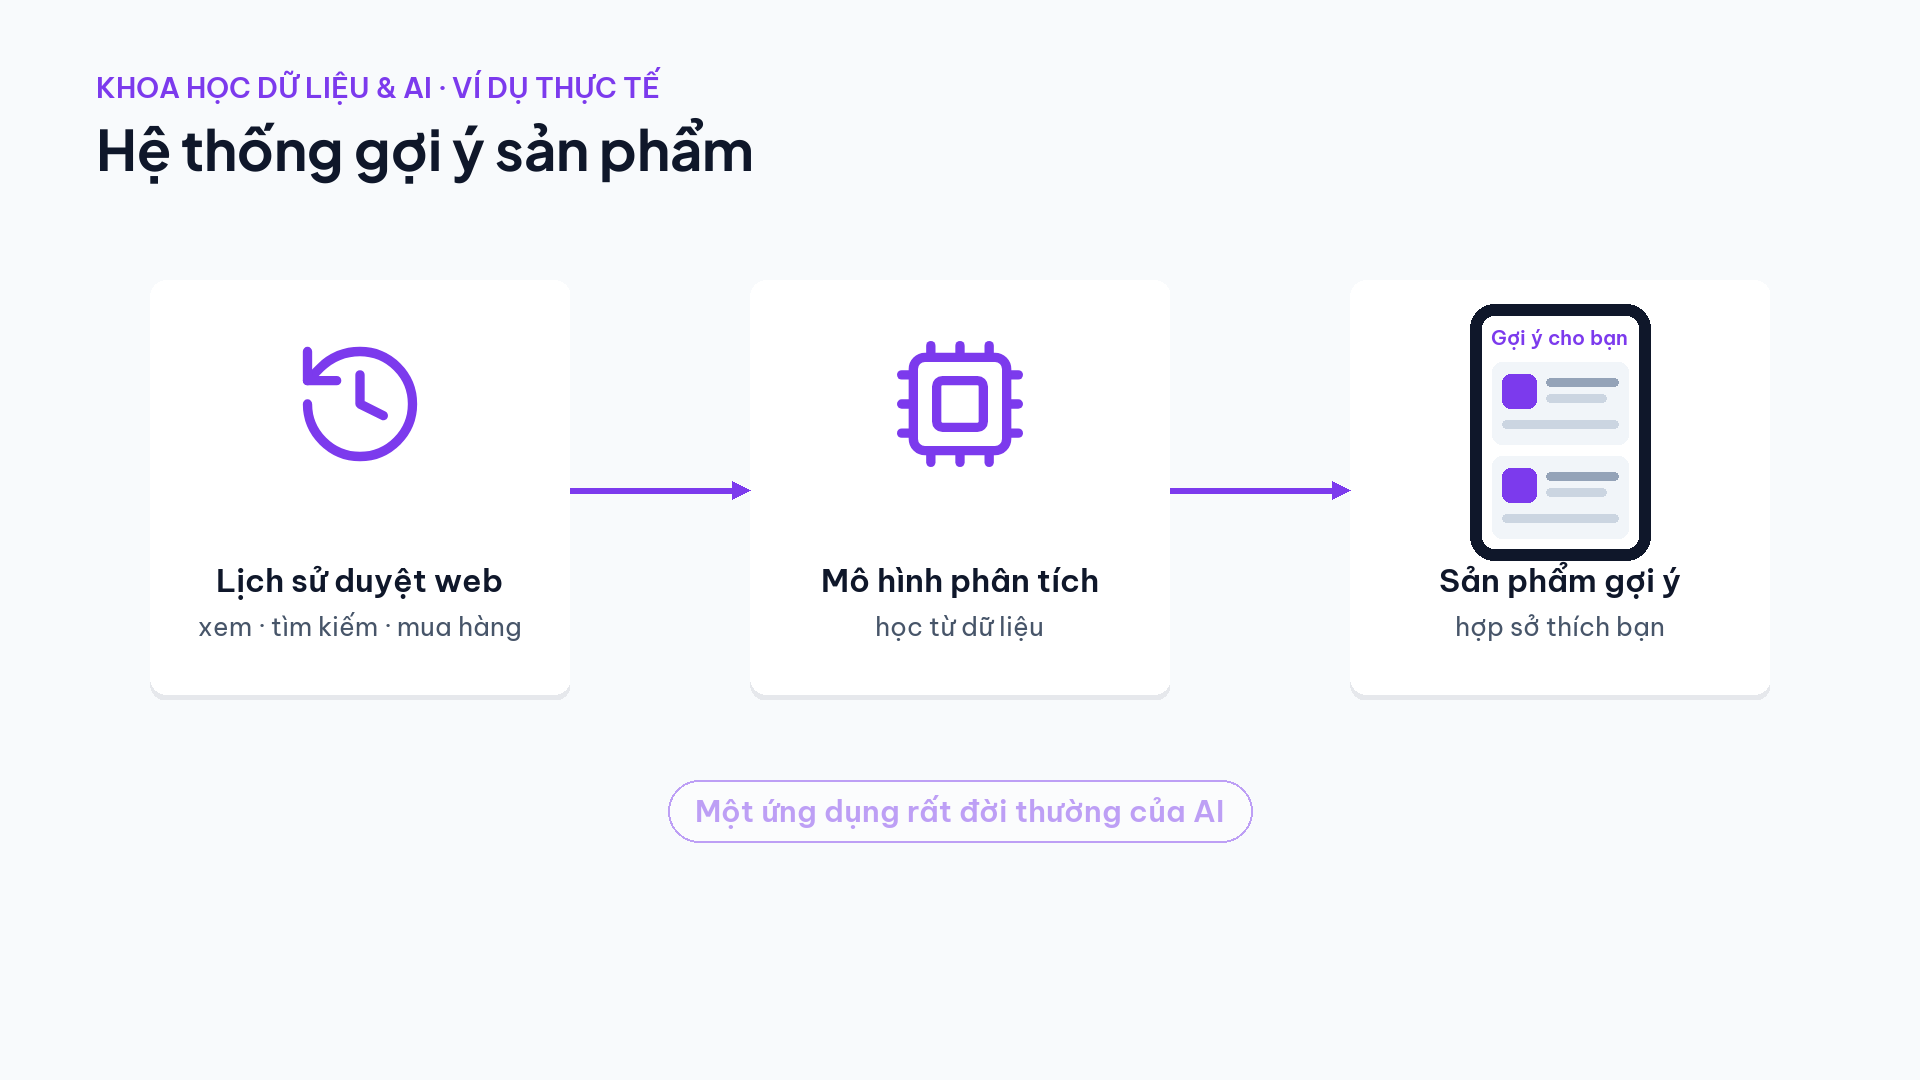 KHOA HỌC DỮ LIỆU & AI · VÍ DỤ THỰC TẾ
Hệ thống gợi ý sản phẩm
Lịch sử duyệt web
xem · tìm kiếm · mua hàng
Mô hình phân tích
học từ dữ liệu
Gợi ý cho bạn
Sản phẩm gợi ý
hợp sở thích bạn
Một ứng dụng rất đời thường của AI